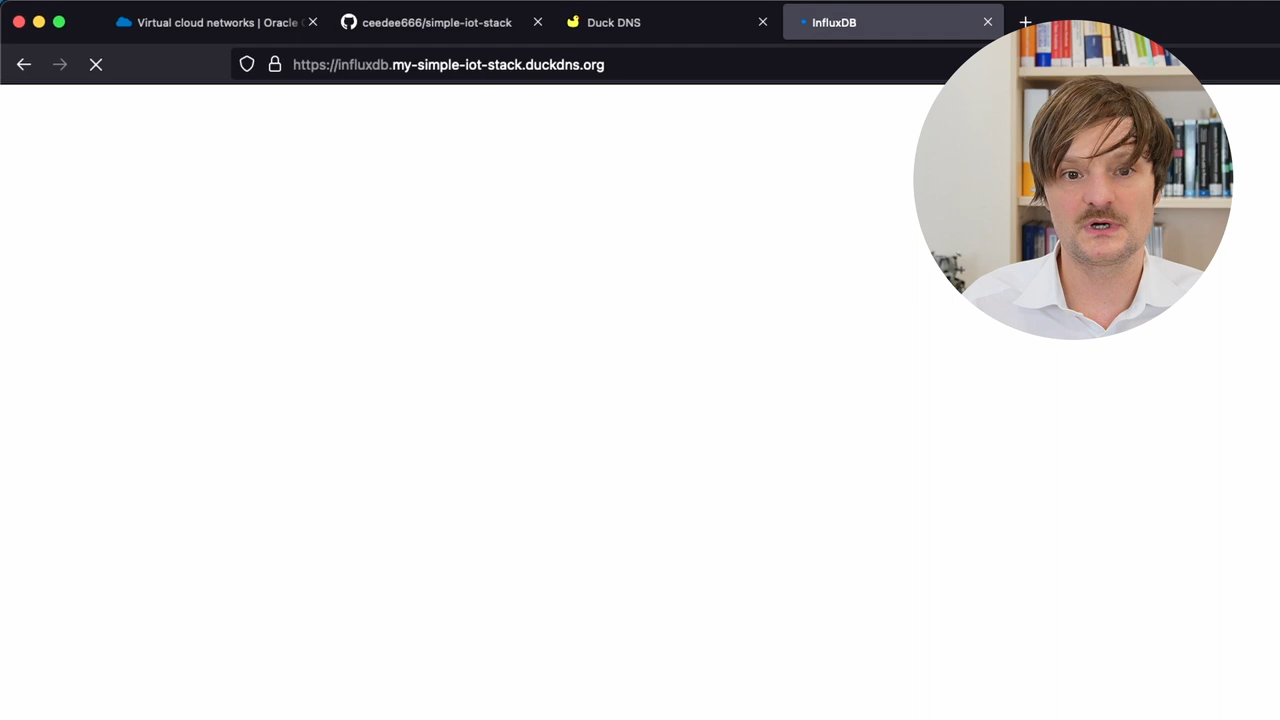 Virtual cloud networks | Oracle C
ceedee666/simple-iot-stack
Duck DNS
InfluxDB
https://influxdb.my-simple-iot-stack.duckdns.org